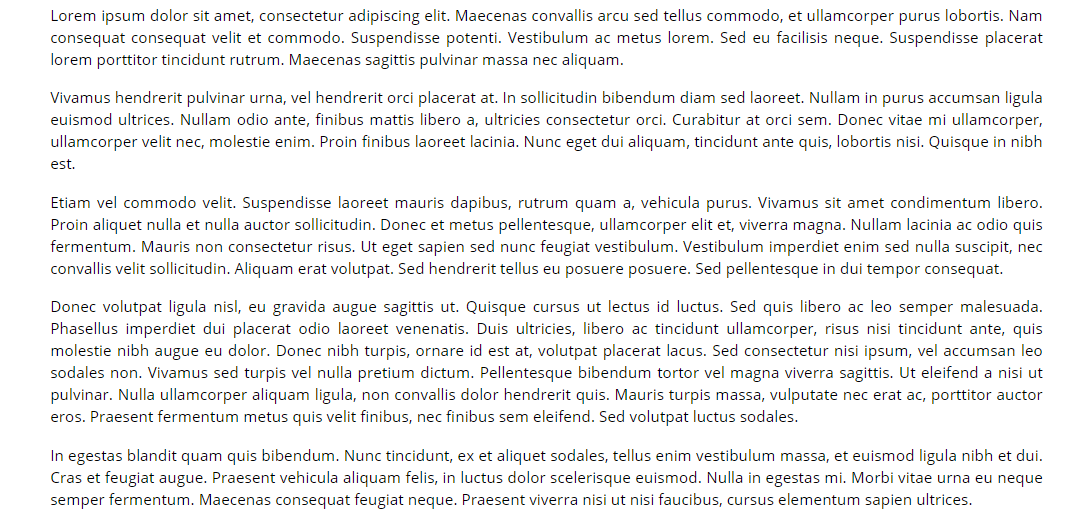 Lorem ipsum dolor sit amet, consectetur adipiscing elit. Maecenas convallis arcu sed tellus commodo, et ullamcorper purus lobortis. Nam
consequat consequat velit et commodo. Suspendisse potenti. Vestibulum ac metus lorem. Sed eu facilisis neque. Suspendisse placerat
lorem porttitor tincidunt rutrum. Maecenas sagittis pulvinar massa nec aliquam.
Vivamus hendrerit pulvinar urna, vel hendrerit orci placerat at. In sollicitudin bibendum diam sed laoreet. Nullam in purus accumsan ligula
euismod ultrices. Nullam odio ante, finibus mattis libero a, ultricies consectetur orci. Curabitur at orci sem. Donec vitae mi ullamcorper,
ullamcorper velit nec, molestie enim. Proin finibus laoreet lacinia. Nunc eget dui aliquam, tincidunt ante quis, lobortis nisi. Quisque in nibh
est.
Etiam vel commodo velit. Suspendisse laoreet mauris dapibus, rutrum quam a, vehicula purus. Vivamus sit amet condimentum libero.
Proin aliquet nulla et nulla auctor sollicitudin. Donec et metus pellentesque, ullamcorper elit et, viverra magna. Nullam lacinia ac odio quis
fermentum. Mauris non consectetur risus. Ut eget sapien sed nunc feugiat vestibulum. Vestibulum imperdiet enim sed nulla suscipit, nec
convallis velit sollicitudin. Aliquam erat volutpat. Sed hendrerit tellus eu posuere posuere. Sed pellentesque in dui tempor consequat.
Donec volutpat ligula nisl, eu gravida augue sagittis ut. Quisque cursus ut lectus id luctus. Sed quis libero ac leo semper malesuada.
Phasellus imperdiet dui placerat odio laoreet venenatis. Duis ultricies, libero ac tincidunt ullamcorper, risus nisi tincidunt ante, quis
molestie nibh augue eu dolor. Donec nibh turpis, ornare id est at, volutpat placerat lacus. Sed consectetur nisi ipsum, vel accumsan leo
sodales non. Vivamus sed turpis vel nulla pretium dictum. Pellentesque bibendum tortor vel magna viverra sagittis. Ut eleifend a nisi ut
pulvinar. Nulla ullamcorper aliquam ligula, non convallis dolor hendrerit quis. Mauris turpis massa, vulputate nec erat ac, porttitor auctor
eros. Praesent fermentum metus quis velit finibus, nec finibus sem eleifend. Sed volutpat luctus sodales.
In egestas blandit quam quis bibendum. Nunc tincidunt, ex et aliquet sodales, tellus enim vestibulum massa, et euismod ligula nibh et dui.
Cras et feugiat augue. Praesent vehicula aliquam felis, in luctus dolor scelerisque euismod. Nulla in egestas mi. Morbi vitae urna eu neque
semper fermentum. Maecenas consequat feugiat neque. Praesent viverra nisi ut nisi faucibus, cursus elementum sapien ultrices.